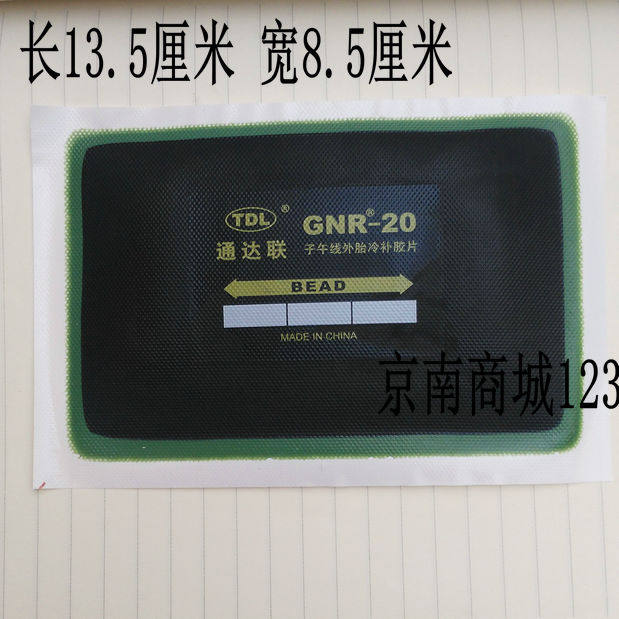 长13.5厘米 宽8.5厘米
TDL®
通达联
GNR®-20
子午线外胎冷补胶片
BEAD
MADE IN CHINA
京南商城123